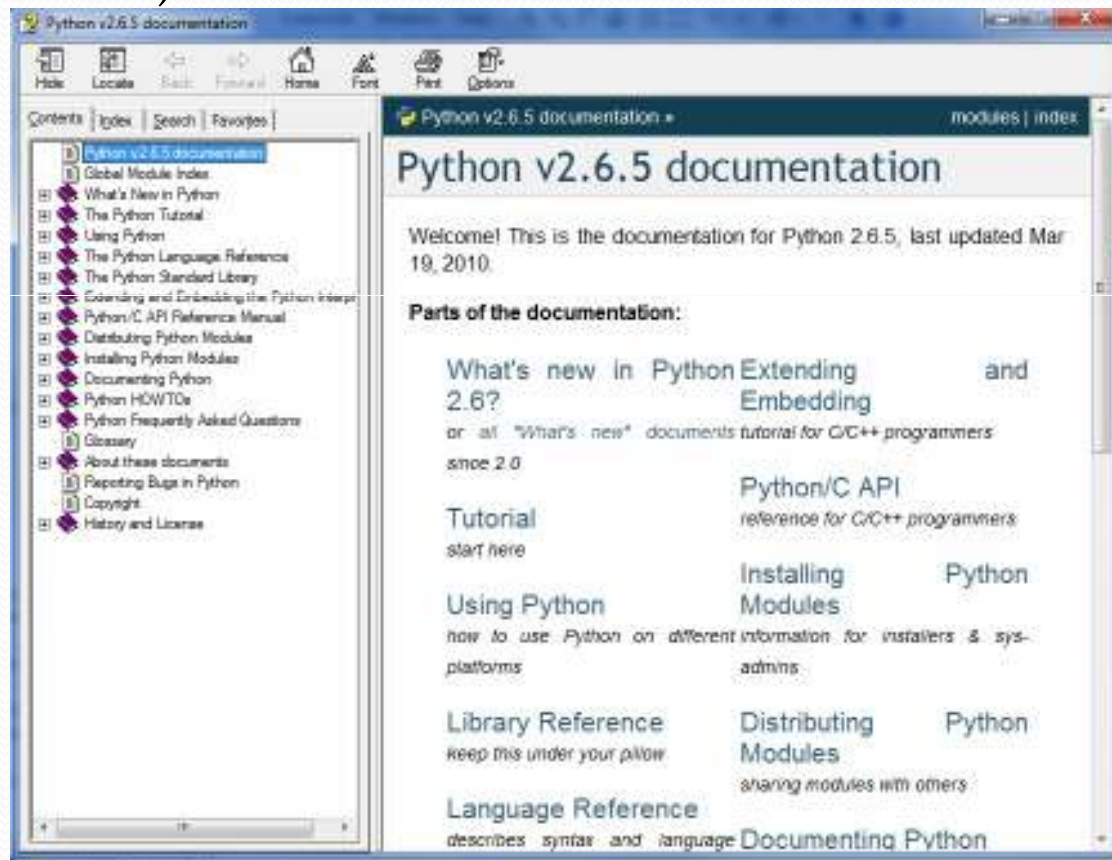 Python v2.6.5 documentation
Hide Locate Back Forward Home Font Print Options
Contents Index Search Favorites
Python v2.6.5 documentation
Global Module Index
What's New in Python
The Python Tutorial
Using Python
The Python Language Reference
The Python Standard Library
Extending and Embedding the Python Interpr
Python/C API Reference Manual
Distributing Python Modules
Installing Python Modules
Documenting Python
Python HOWTOs
Python Frequently Asked Questions
Glossary
About these documents
Reporting Bugs in Python
Copyright
History and License
Python v2.6.5 documentation »
modules | index
Python v2.6.5 documentation
Welcome! This is the documentation for Python 2.6.5, last updated Mar
19, 2010.
Parts of the documentation:
What's new in Python
2.6?
or all "What's new" documents
since 2.0
Tutorial
start here
Using Python
how to use Python on different
platforms
Library Reference
keep this under your pillow
Language Reference
describes syntax and language
Extending and
Embedding
tutorial for C/C++ programmers
Python/C API
reference for C/C++ programmers
Installing Python
Modules
information for installers & sys-
admins
Distributing Python
Modules
sharing modules with others
Documenting Python